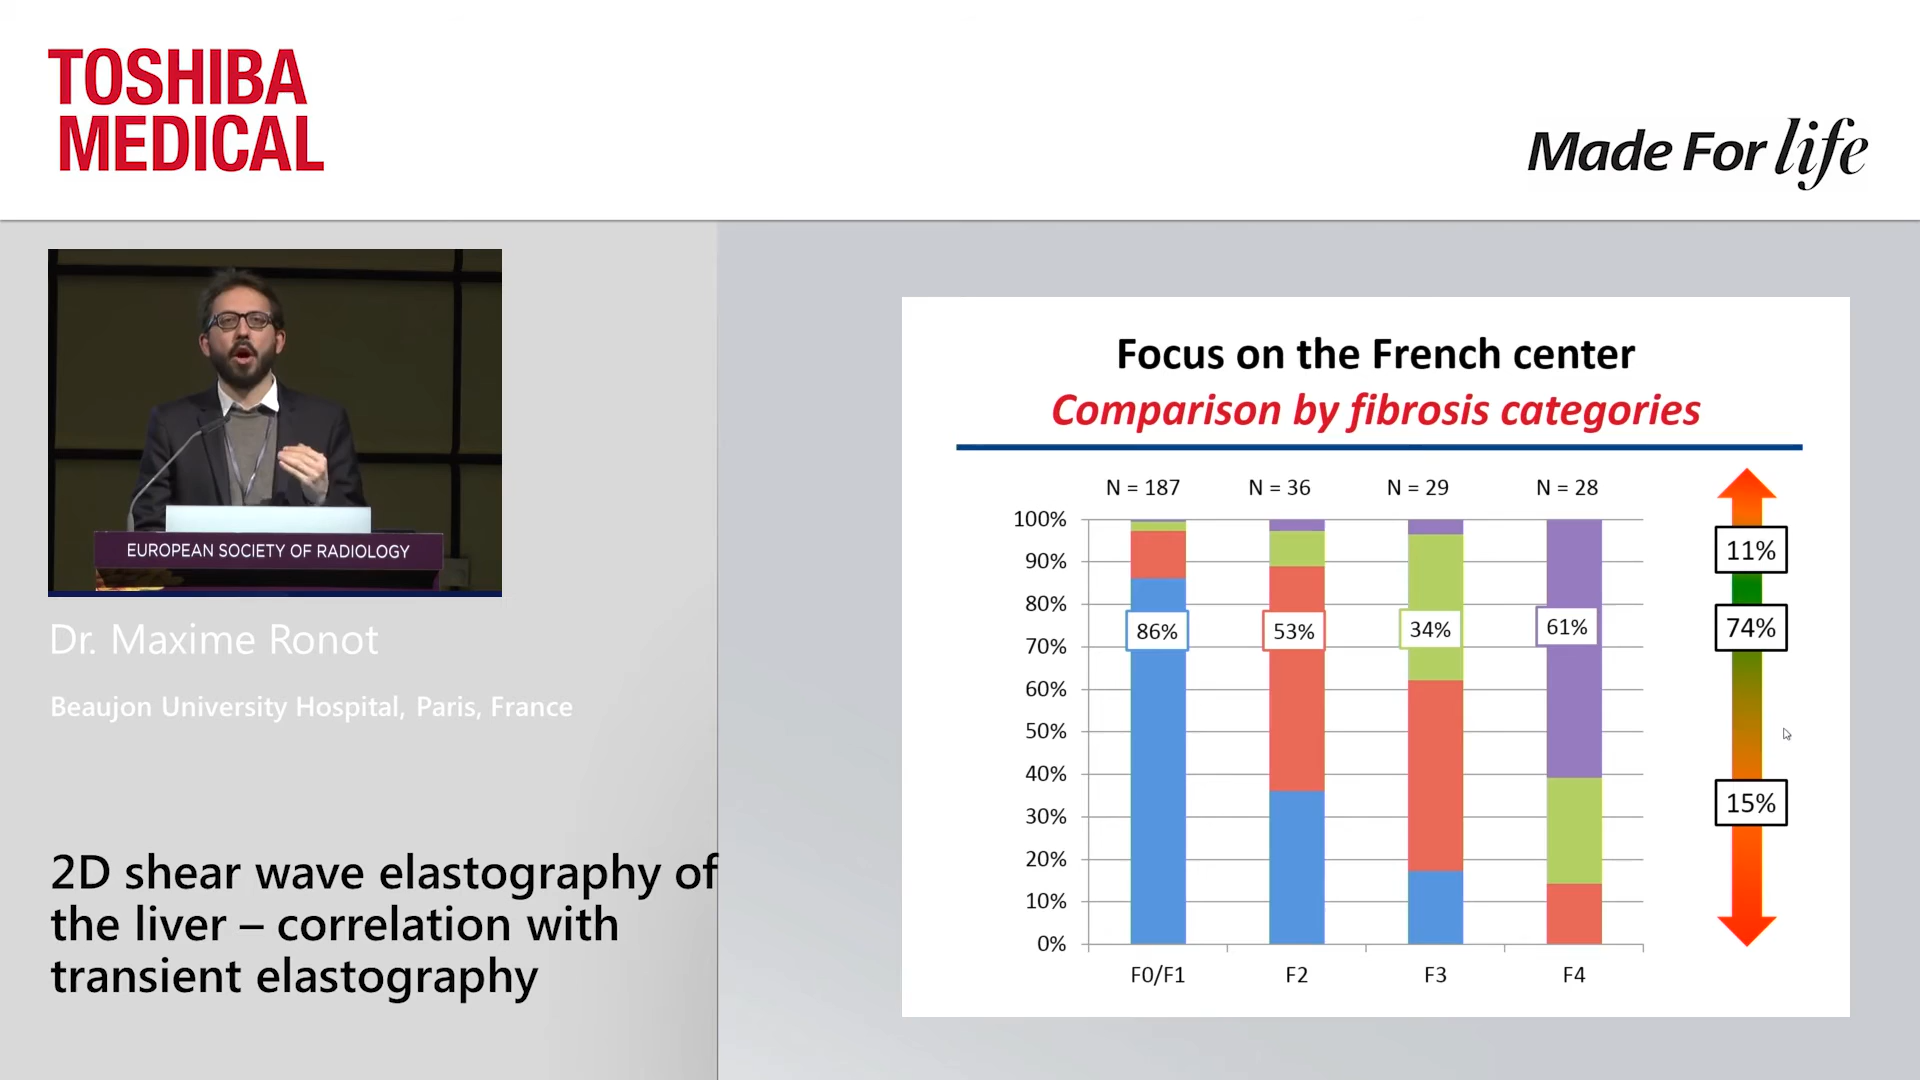 TOSHIBA
MEDICAL
Made For life
EUROPEAN SOCIETY OF RADIOLOGY
Dr. Maxime Ronot
Beaujon University Hospital, Paris, France
2D shear wave elastography of
the liver – correlation with
transient elastography
Focus on the French center
Comparison by fibrosis categories
N = 187 N = 36 N = 29 N = 28
100%
90%
80%
70%
60%
50%
40%
30%
20%
10%
0%
86% 53% 34% 61%
F0/F1 F2 F3 F4
11%
74%
15%